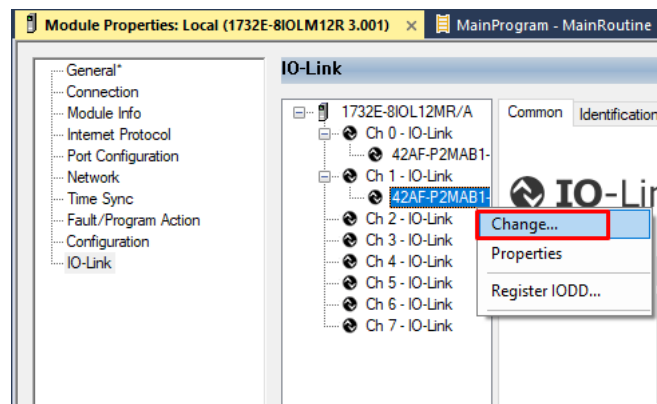 Module Properties: Local (1732E-8IOLM12R 3.001) × MainProgram - MainRoutine
General*
Connection
Module Info
Internet Protocol
Port Configuration
Network
Time Sync
Fault/Program Action
Configuration
IO-Link
IO-Link
1732E-8IOL12MR/A
Ch 0 - IO-Link
42AF-P2MAB1-
Ch 1 - IO-Link
42AF-P2MAB1-
Ch 2 - IO-Link
Ch 3 - IO-Link
Ch 4 - IO-Link
Ch 5 - IO-Link
Ch 6 - IO-Link
Ch 7 - IO-Link
Common Identification
IO-Lin
Change...
Properties
Register IODD...